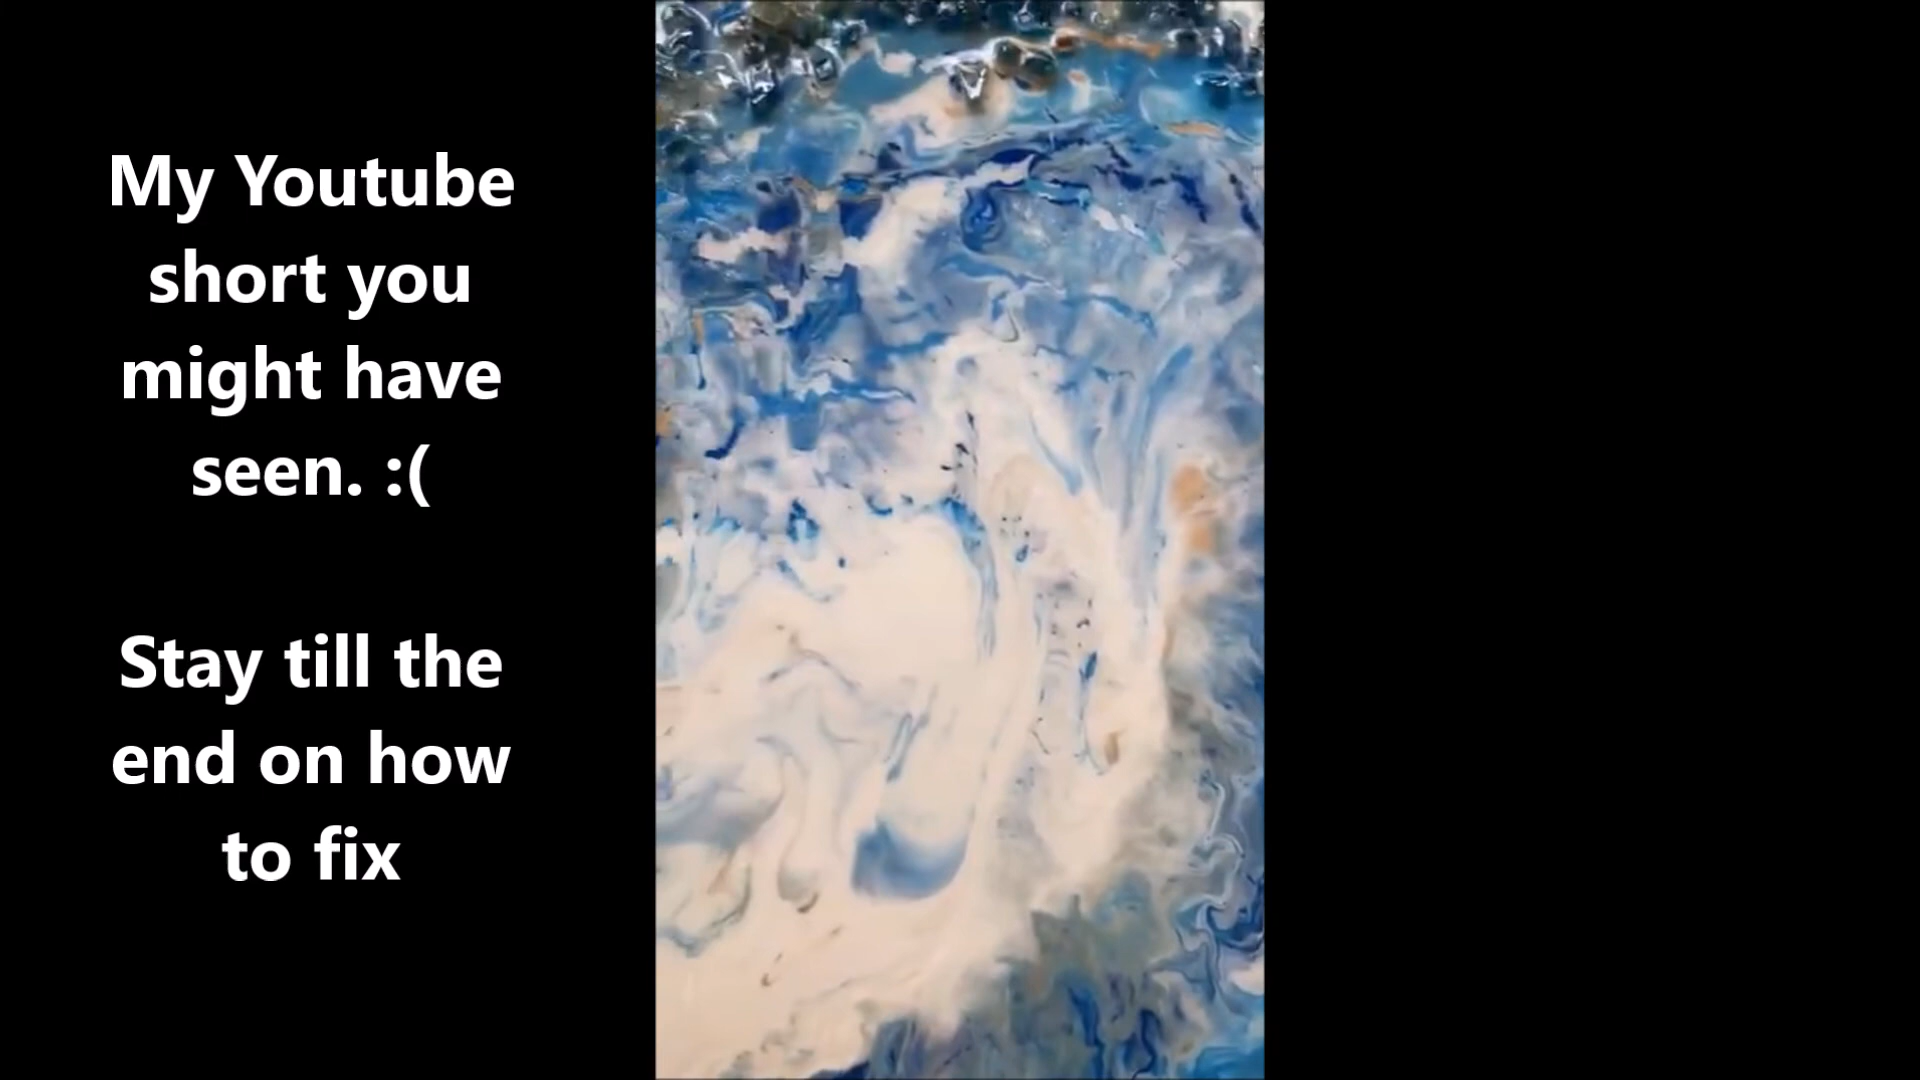 My Youtube
short you
might have
seen. :(
Stay till the
end on how
to fix